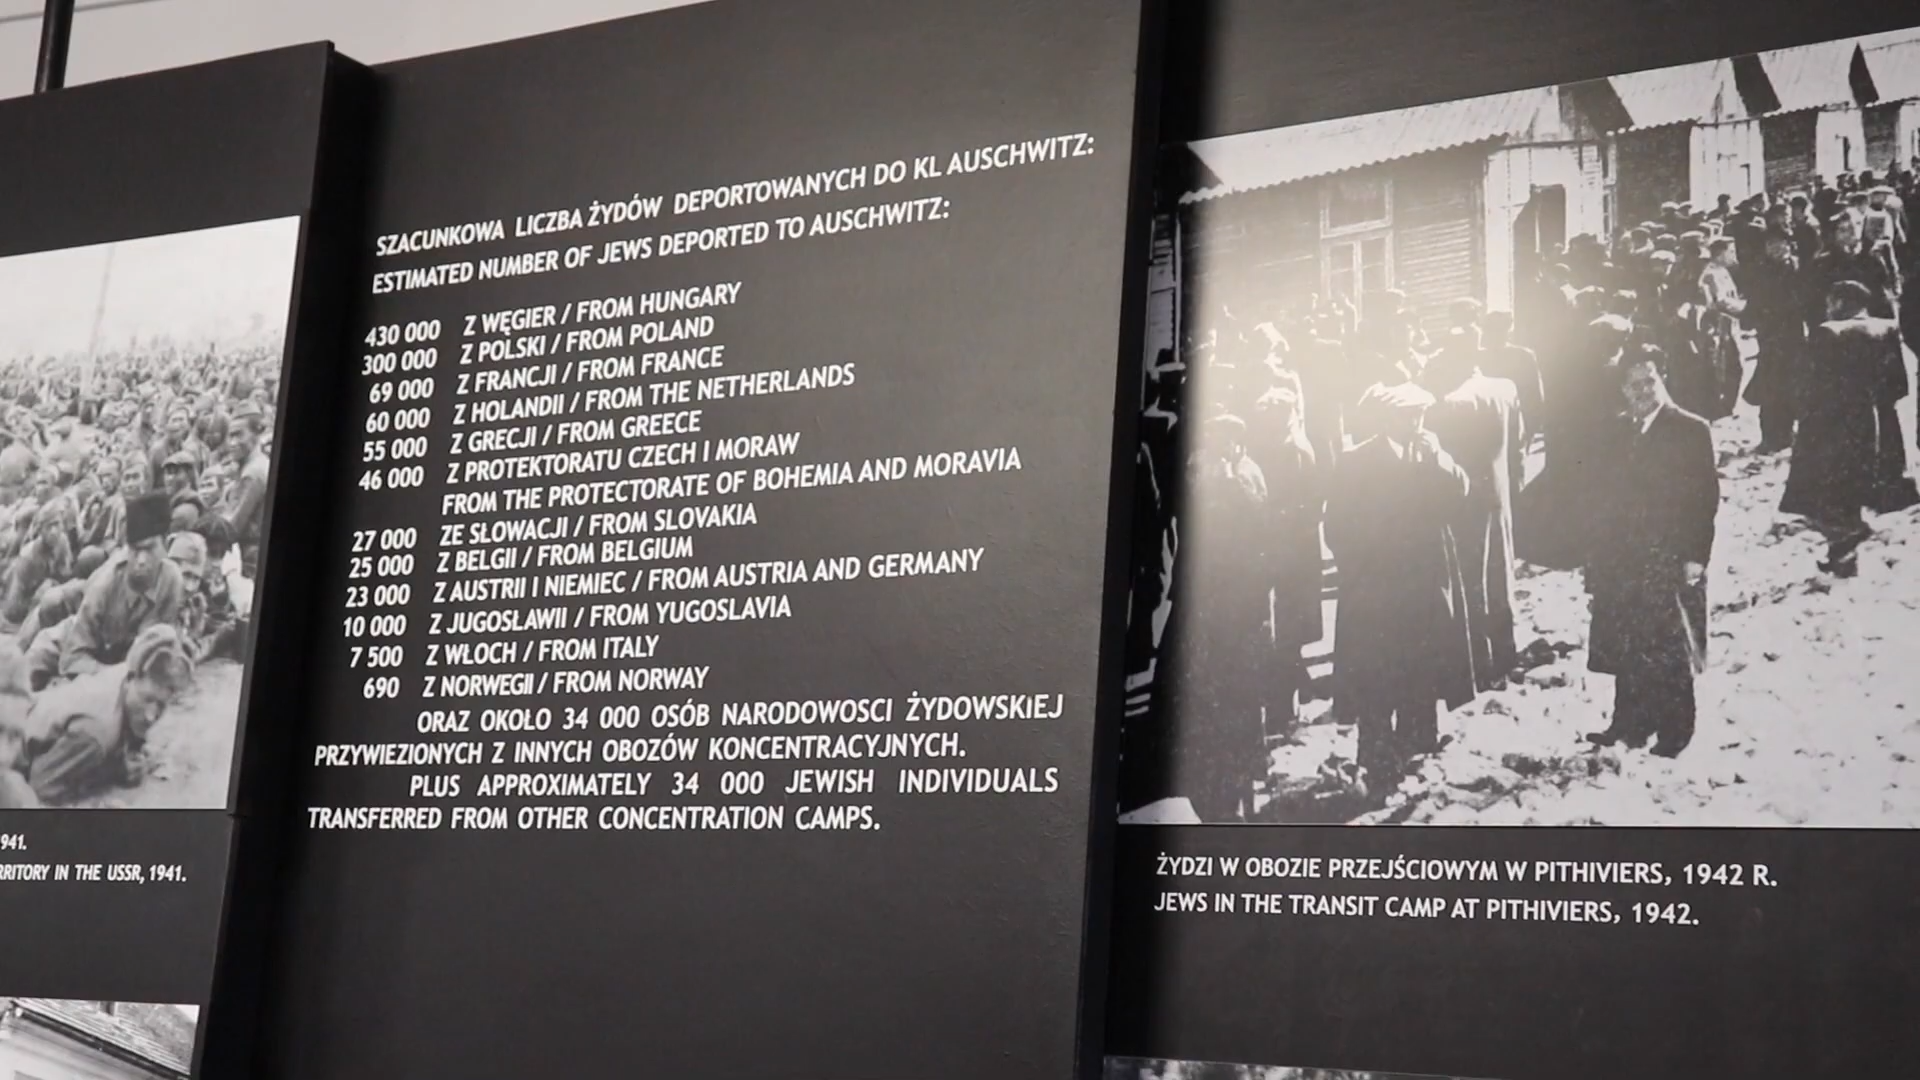 SZACUNKOWA LICZBA ŻYDÓW DEPORTOWANYCH DO KL AUSCHWITZ:
ESTIMATED NUMBER OF JEWS DEPORTED TO AUSCHWITZ:
430 000 Z WĘGIER / FROM HUNGARY
300 000 Z POLSKI / FROM POLAND
69 000 Z FRANCJI / FROM FRANCE
60 000 Z HOLANDII / FROM THE NETHERLANDS
55 000 Z GRECJI / FROM GREECE
46 000 Z PROTEKTORATU CZECH I MORAW
FROM THE PROTECTORATE OF BOHEMIA AND MORAVIA
27 000 ZE SŁOWACJI / FROM SLOVAKIA
25 000 Z BELGII / FROM BELGIUM
23 000 Z AUSTRII I NIEMIEC / FROM AUSTRIA AND GERMANY
10 000 Z JUGOSŁAWII / FROM YUGOSLAVIA
7 500 Z WŁOCH / FROM ITALY
690 Z NORWEGII / FROM NORWAY
ORAZ OKOŁO 34 000 OSÓB NARODOWOSCI ŻYDOWSKIEJ
PRZYWIEZIONYCH Z INNYCH OBOZÓW KONCENTRACYJNYCH.
PLUS APPROXIMATELY 34 000 JEWISH INDIVIDUALS
TRANSFERRED FROM OTHER CONCENTRATION CAMPS.
941.
RRITORY IN THE USSR, 1941.
ŻYDZI W OBOZIE PRZEJŚCIOWYM W PITHIVIERS, 1942 R.
JEWS IN THE TRANSIT CAMP AT PITHIVIERS, 1942.